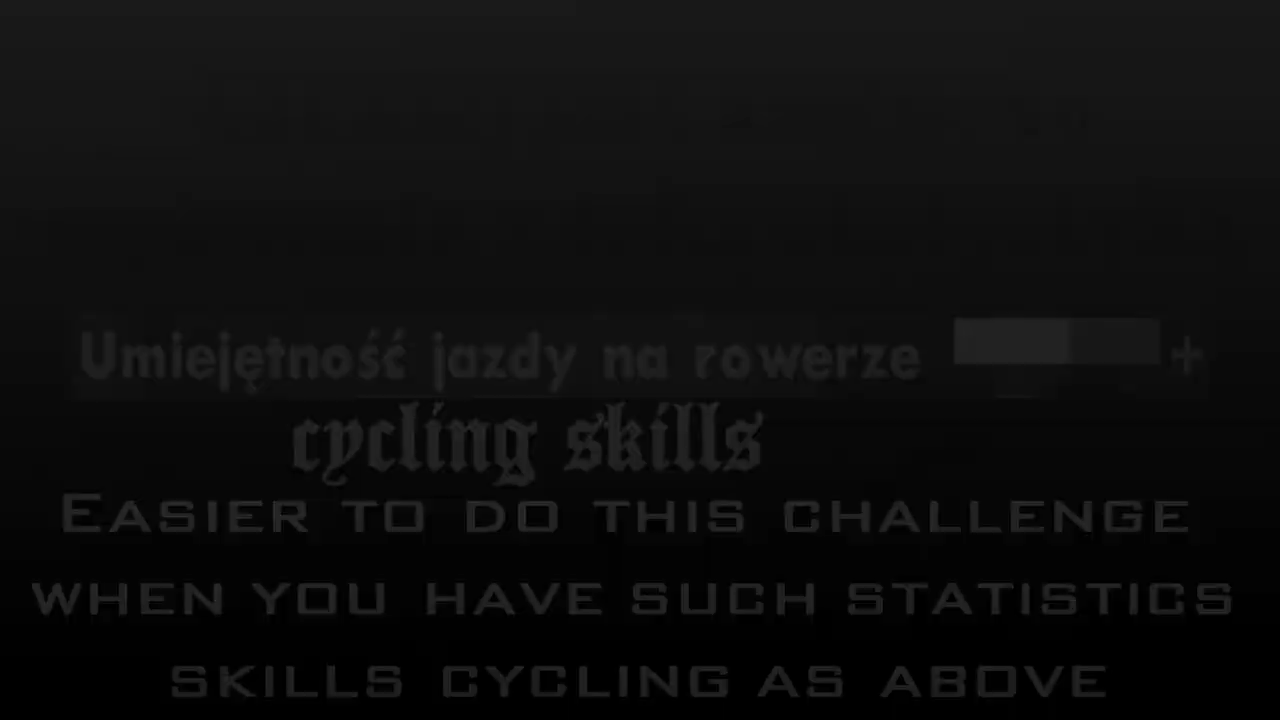 Umiejętność jazdy na rowerze +
cycling skills
EASIER TO DO THIS CHALLENGE
WHEN YOU HAVE SUCH STATISTICS
SKILLS CYCLING AS ABOVE